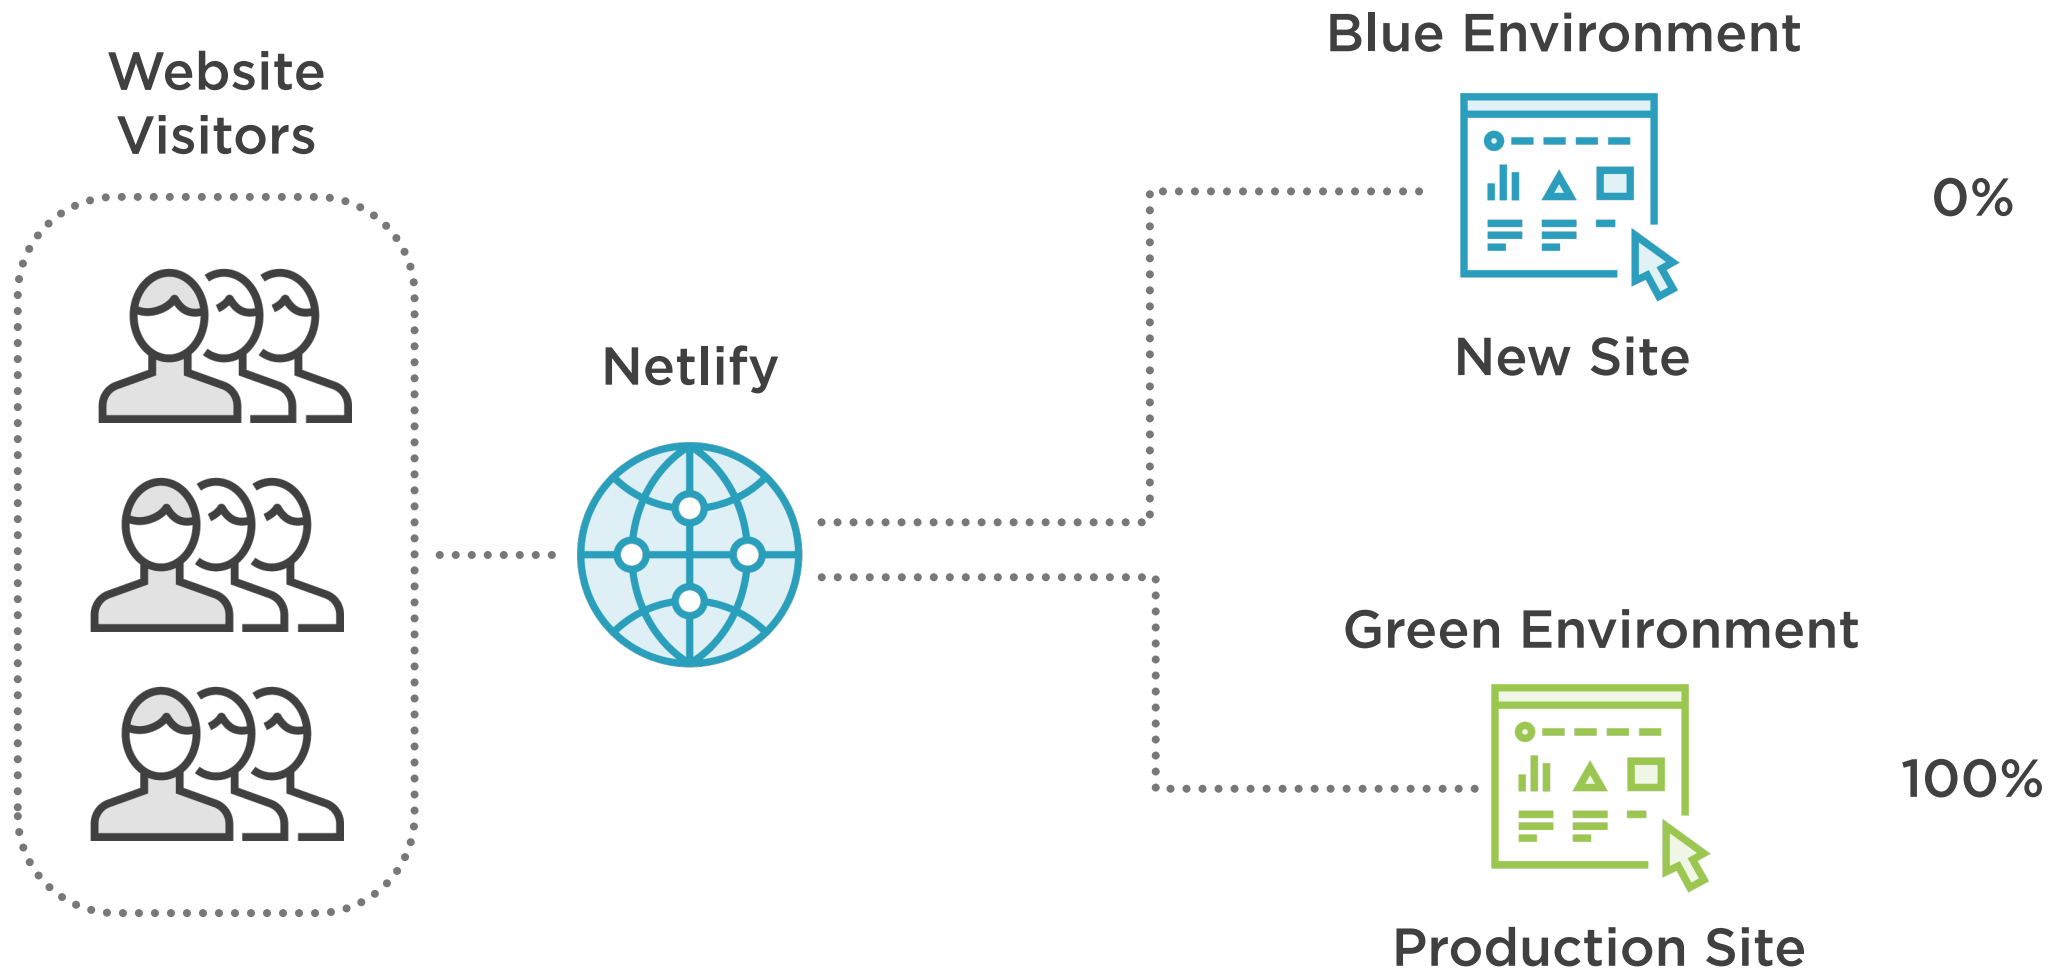 Website
Visitors
Netlify
Blue Environment
0%
New Site
Green Environment
100%
Production Site